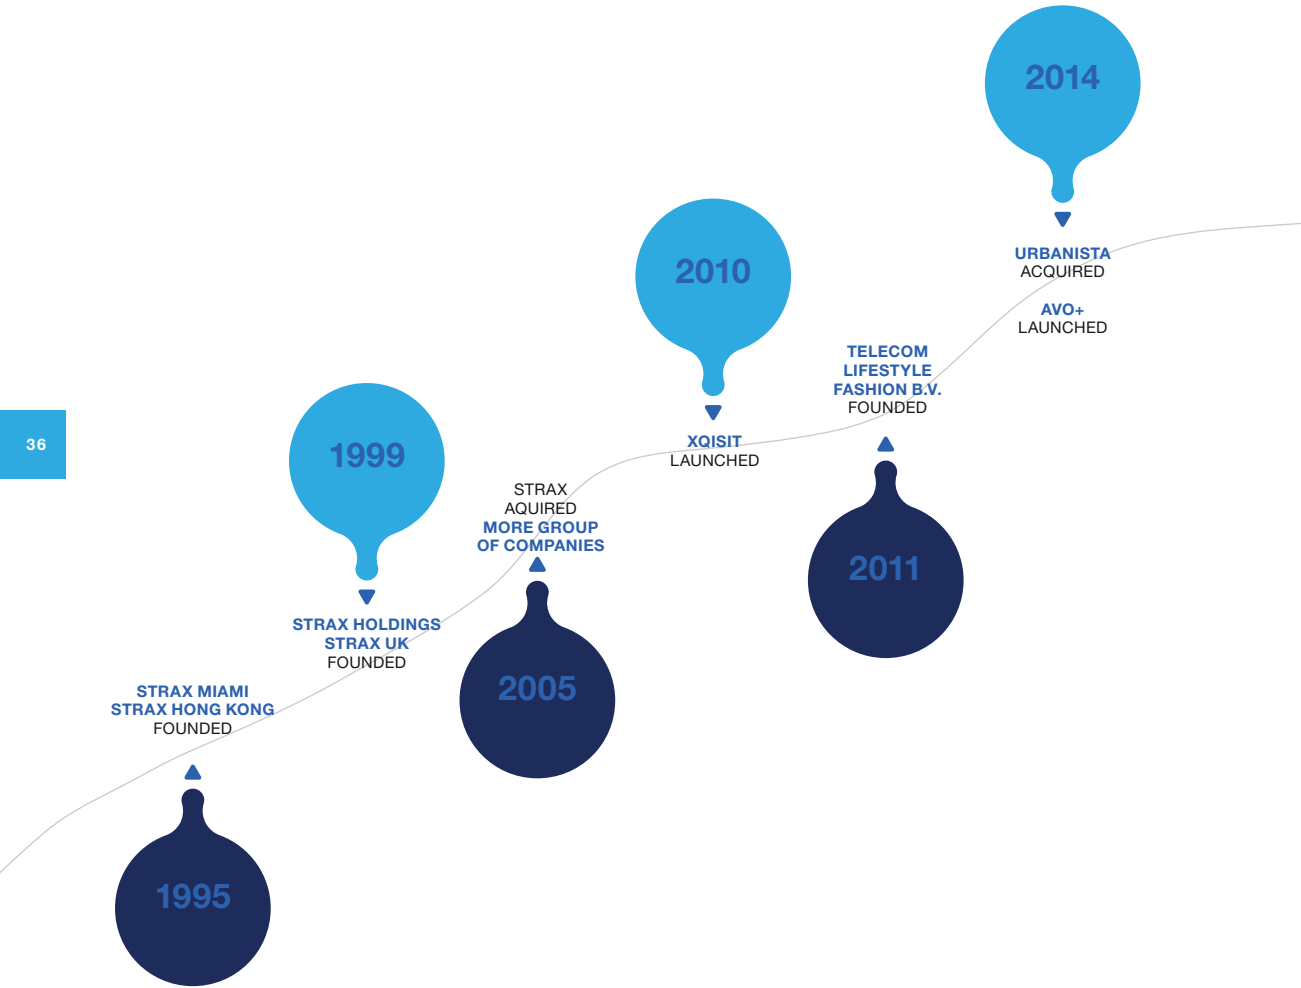 2014
URBANISTA
ACQUIRED
AVO+
LAUNCHED
2010
XQISIT
LAUNCHED
TELECOM
LIFESTYLE
FASHION B.V.
FOUNDED
2011
36
1999
STRAX HOLDINGS
STRAX UK
FOUNDED
STRAX
AQUIRED
MORE GROUP
OF COMPANIES
2005
STRAX MIAMI
STRAX HONG KONG
FOUNDED
1995